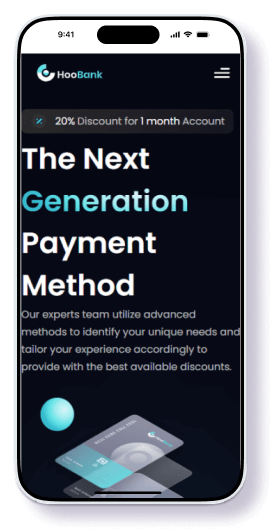 9:41
HooBank
20% Discount for 1 month Account
The Next
Generation
Payment
Method
Our experts team utilize advanced
methods to identify your unique needs and
tailor your experience accordingly to
provide with the best available discounts.